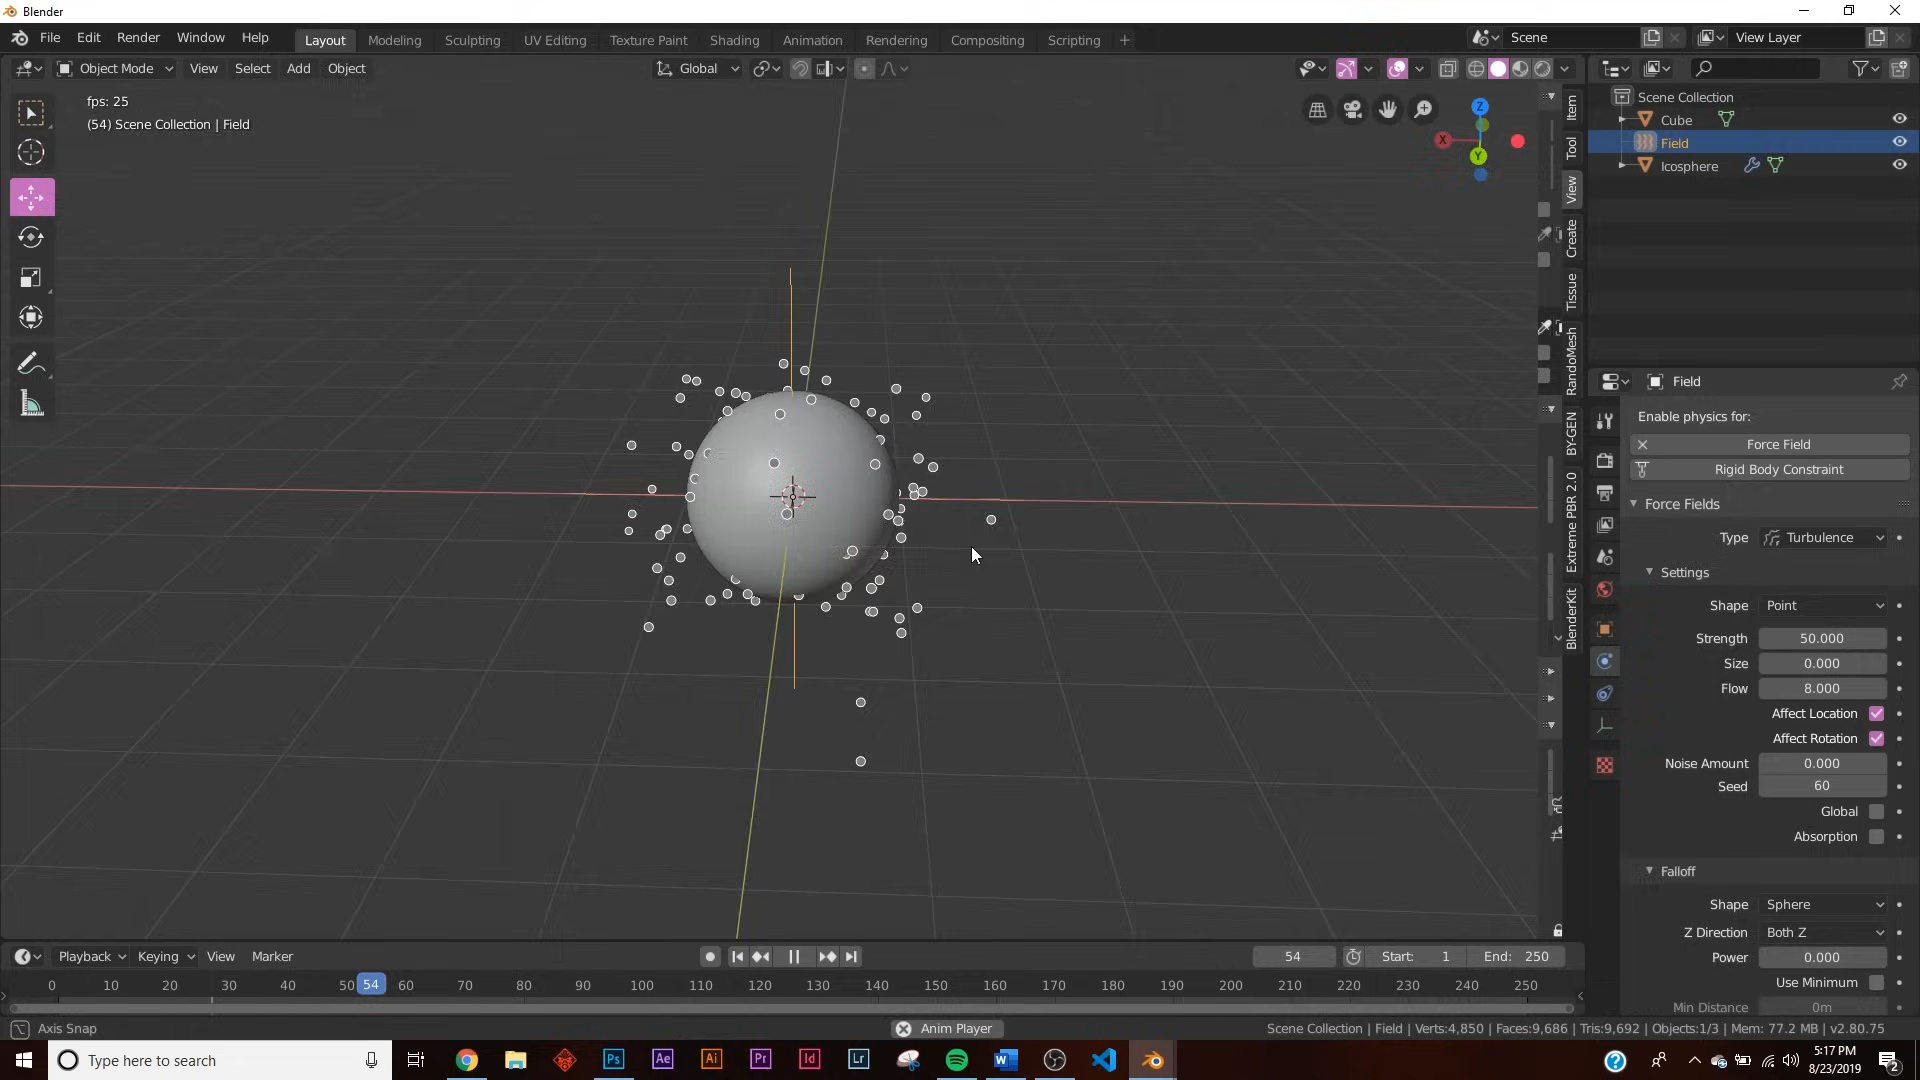 Blender
File Edit Render Window Help
Layout Modeling Sculpting UV Editing Texture Paint Shading Animation Rendering Compositing Scripting +
Scene
View Layer
Object Mode View Select Add Object
Global
fps: 25
(54) Scene Collection | Field
Z
X
Y
Item
Tool
View
Create
Tissue
RandoMesh
BY-GEN
Extreme PBR 2.0
BlenderKit
Scene Collection
Cube
Field
Icosphere
Field
Enable physics for:
Force Field
Rigid Body Constraint
Force Fields
Type Turbulence
Settings
Shape Point
Strength 50.000
Size 0.000
Flow 8.000
Affect Location
Affect Rotation
Noise Amount 0.000
Seed 60
Global
Absorption
Falloff
Shape Sphere
Z Direction Both Z
Power 0.000
Use Minimum
Min Distance 0m
Playback Keying View Marker
54 Start: 1 End: 250
0 10 20 30 40 50 54 60 70 80 90 100 110 120 130 140 150 160 170 180 190 200 210 220 230 240 250
Axis Snap
Anim Player
Scene Collection | Field | Verts:4,850 | Faces:9,686 | Tris:9,692 | Objects:1/3 | Mem: 77.2 MB | v2.80.75
Type here to search
Ps Ae Ai Pr Id Lr
5:17 PM
8/23/2019
2